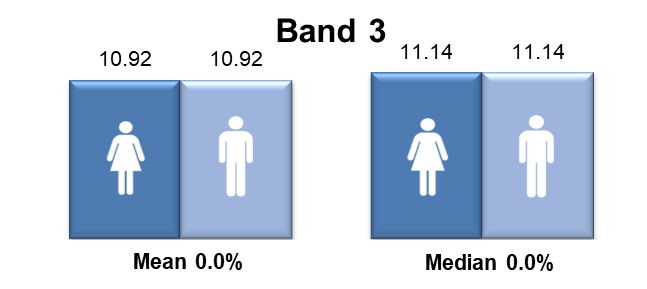 Band 3
10.92 10.92
11.14 11.14
Mean 0.0%
Median 0.0%